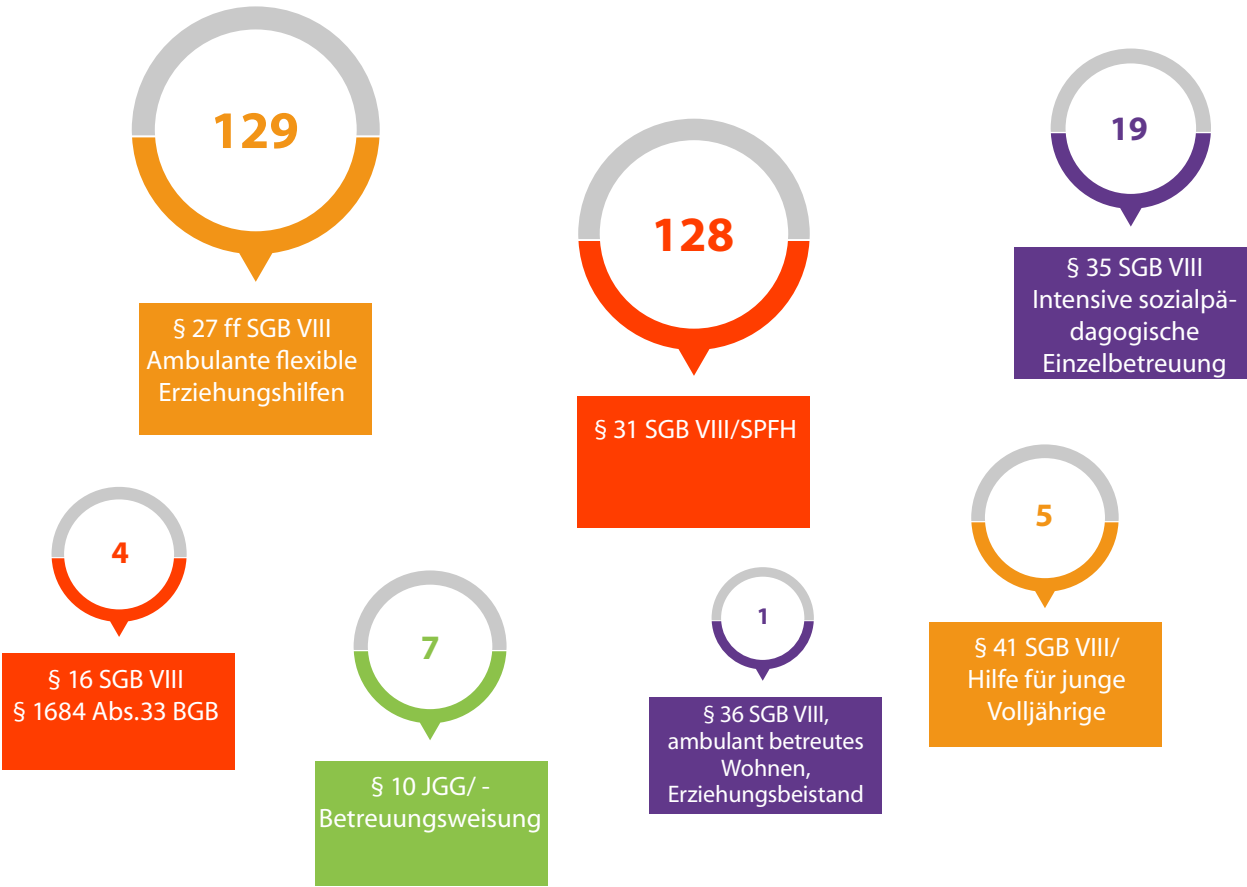 129
§ 27 ff SGB VIII
Ambulante flexible
Erziehungshilfen
128
§ 31 SGB VIII/SPFH
19
§ 35 SGB VIII
Intensive sozialpä-
dagogische
Einzelbetreuung
4
§ 16 SGB VIII
§ 1684 Abs.33 BGB
7
§ 10 JGG/ -
Betreuungsweisung
1
§ 36 SGB VIII,
ambulant betreutes
Wohnen,
Erziehungsbeistand
5
§ 41 SGB VIII/
Hilfe für junge
Volljährige